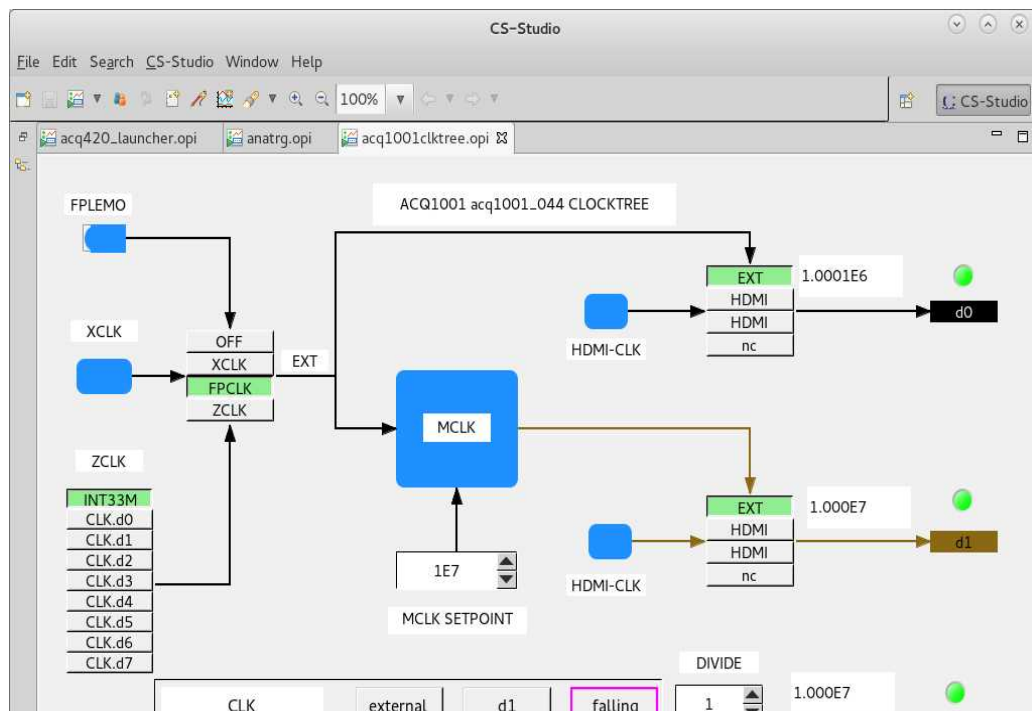 CS-Studio
File Edit Search CS-Studio Window Help
100%
CS-Studio
acq420_launcher.opi
anatrg.opi
acq1001clktree.opi
FPLEMO
ACQ1001 acq1001_044 CLOCKTREE
EXT
HDMI
HDMI
nc
1.0001E6
d0
HDMI-CLK
XCLK
OFF
XCLK
FPCLK
ZCLK
EXT
MCLK
ZCLK
INT33M
CLK.d0
CLK.d1
CLK.d2
CLK.d3
CLK.d4
CLK.d5
CLK.d6
CLK.d7
1E7
MCLK SETPOINT
EXT
HDMI
HDMI
nc
1.000E7
d1
HDMI-CLK
DIVIDE
CLK
external
d1
falling
1
1.000E7